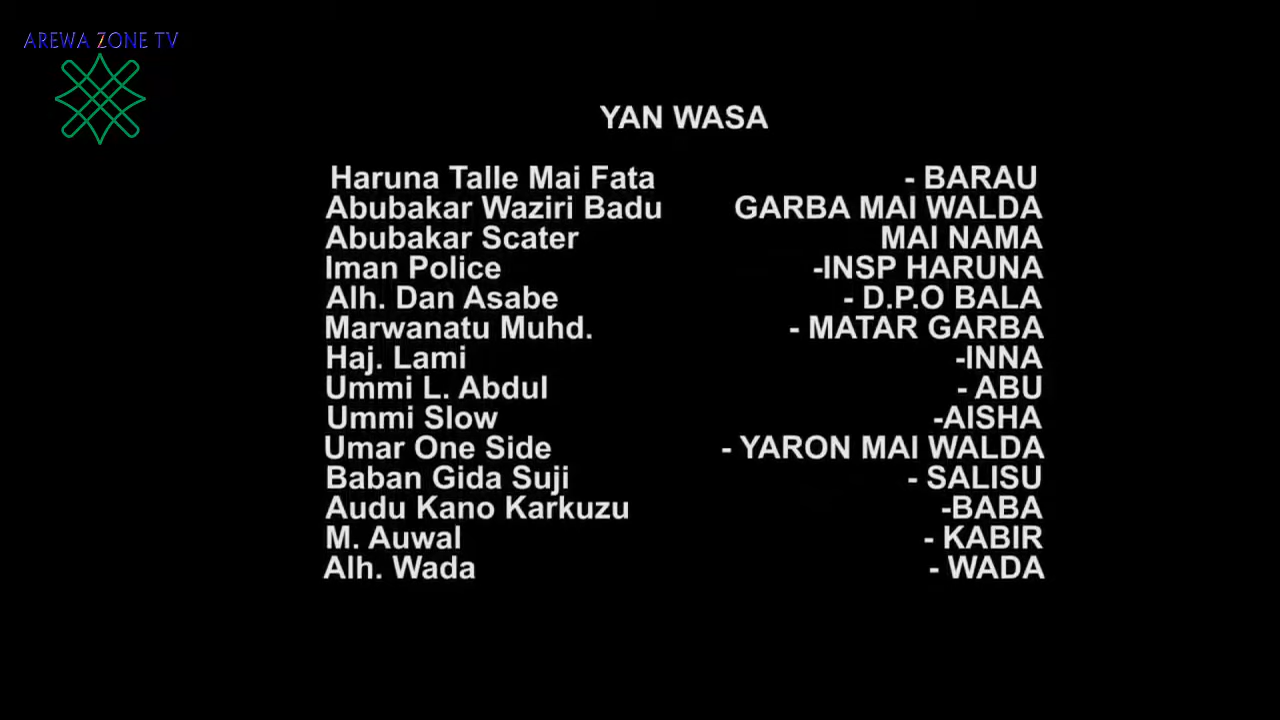 AREWA ZONE TV
YAN WASA
Haruna Talle Mai Fata - BARAU
Abubakar Waziri Badu GARBA MAI WALDA
Abubakar Scater MAI NAMA
Iman Police -INSP HARUNA
Alh. Dan Asabe - D.P.O BALA
Marwanatu Muhd. - MATAR GARBA
Haj. Lami -INNA
Ummi L. Abdul - ABU
Ummi Slow -AISHA
Umar One Side - YARON MAI WALDA
Baban Gida Suji - SALISU
Audu Kano Karkuzu -BABA
M. Auwal - KABIR
Alh. Wada - WADA